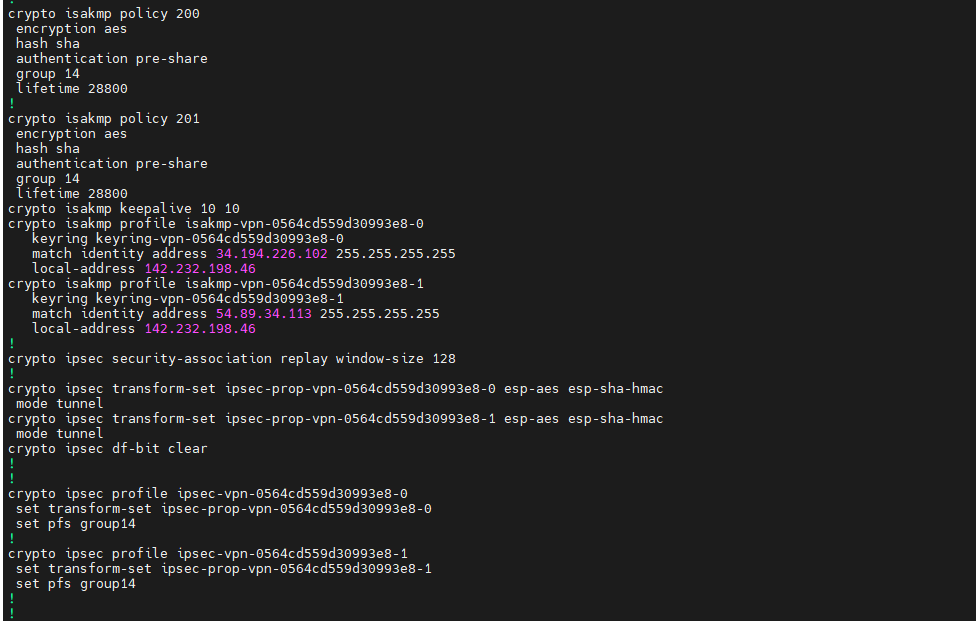 !
crypto isakmp policy 200
 encryption aes
 hash sha
 authentication pre-share
 group 14
 lifetime 28800
!
crypto isakmp policy 201
 encryption aes
 hash sha
 authentication pre-share
 group 14
 lifetime 28800
crypto isakmp keepalive 10 10
crypto isakmp profile isakmp-vpn-0564cd559d30993e8-0
   keyring keyring-vpn-0564cd559d30993e8-0
   match identity address 34.194.226.102 255.255.255.255
   local-address 142.232.198.46
crypto isakmp profile isakmp-vpn-0564cd559d30993e8-1
   keyring keyring-vpn-0564cd559d30993e8-1
   match identity address 54.89.34.113 255.255.255.255
   local-address 142.232.198.46
!
crypto ipsec security-association replay window-size 128
!
crypto ipsec transform-set ipsec-prop-vpn-0564cd559d30993e8-0 esp-aes esp-sha-hmac
 mode tunnel
crypto ipsec transform-set ipsec-prop-vpn-0564cd559d30993e8-1 esp-aes esp-sha-hmac
 mode tunnel
crypto ipsec df-bit clear
!
!
crypto ipsec profile ipsec-vpn-0564cd559d30993e8-0
 set transform-set ipsec-prop-vpn-0564cd559d30993e8-0
 set pfs group14
!
crypto ipsec profile ipsec-vpn-0564cd559d30993e8-1
 set transform-set ipsec-prop-vpn-0564cd559d30993e8-1
 set pfs group14
!
!